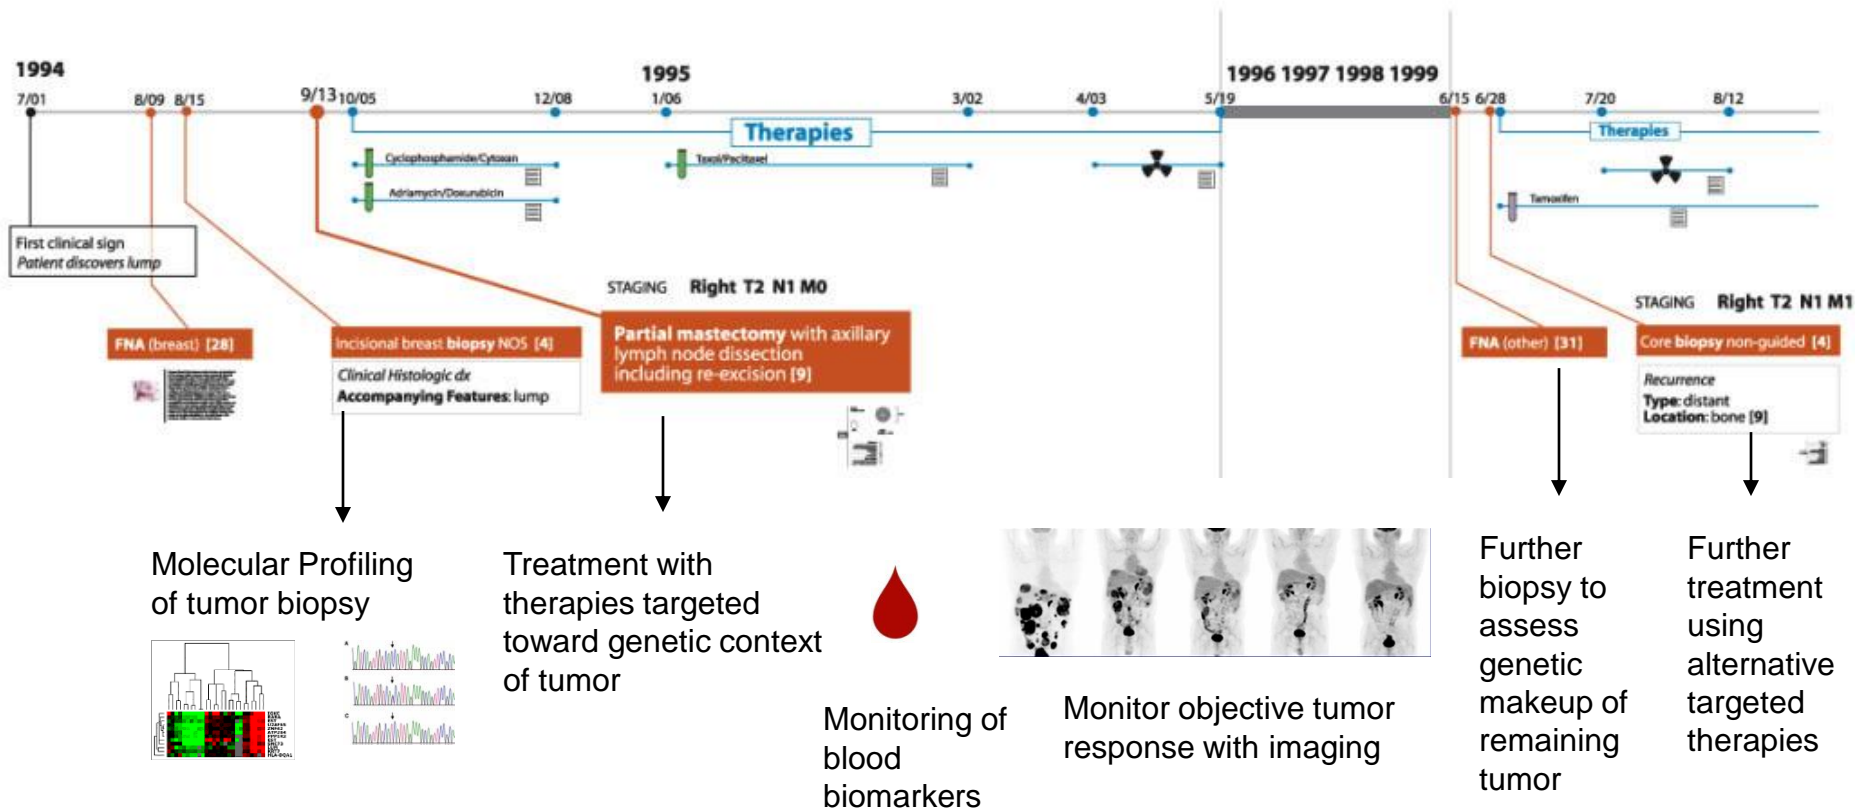 1994
1995
1996 1997 1998 1999
7/01
8/09
8/15
9/13
10/05
12/08
1/06
3/02
4/03
5/19
6/15
6/28
7/20
8/12
Therapies
Therapies
Cyclophosphamide/Cytoxan
Adriamycin/Doxurubicin
Taxol/Paclitaxel
Tamoxifen
First clinical sign
Patient discovers lump
STAGING Right T2 N1 M0
STAGING Right T2 N1 M1
FNA (breast) [28]
Incisional breast biopsy NOS [4]
Clinical Histologic dx
Accompanying Features: lump
Partial mastectomy with axillary
lymph node dissection
including re-excision [9]
FNA (other) [31]
Core biopsy non-guided [4]
Recurrence
Type: distant
Location: bone [9]
Molecular Profiling
of tumor biopsy
A
B
C
Treatment with
therapies targeted
toward genetic context
of tumor
Monitoring of
blood
biomarkers
Monitor objective tumor
response with imaging
Further
biopsy to
assess
genetic
makeup of
remaining
tumor
Further
treatment
using
alternative
targeted
therapies